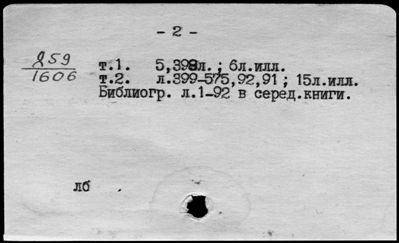 - 2 -
259
1606
т.1. 5,398л.; 6л.илл.
т.2. л.399-575,92,91; 15л.илл.
Библиогр. л.1-92 в серед.книги.
лб